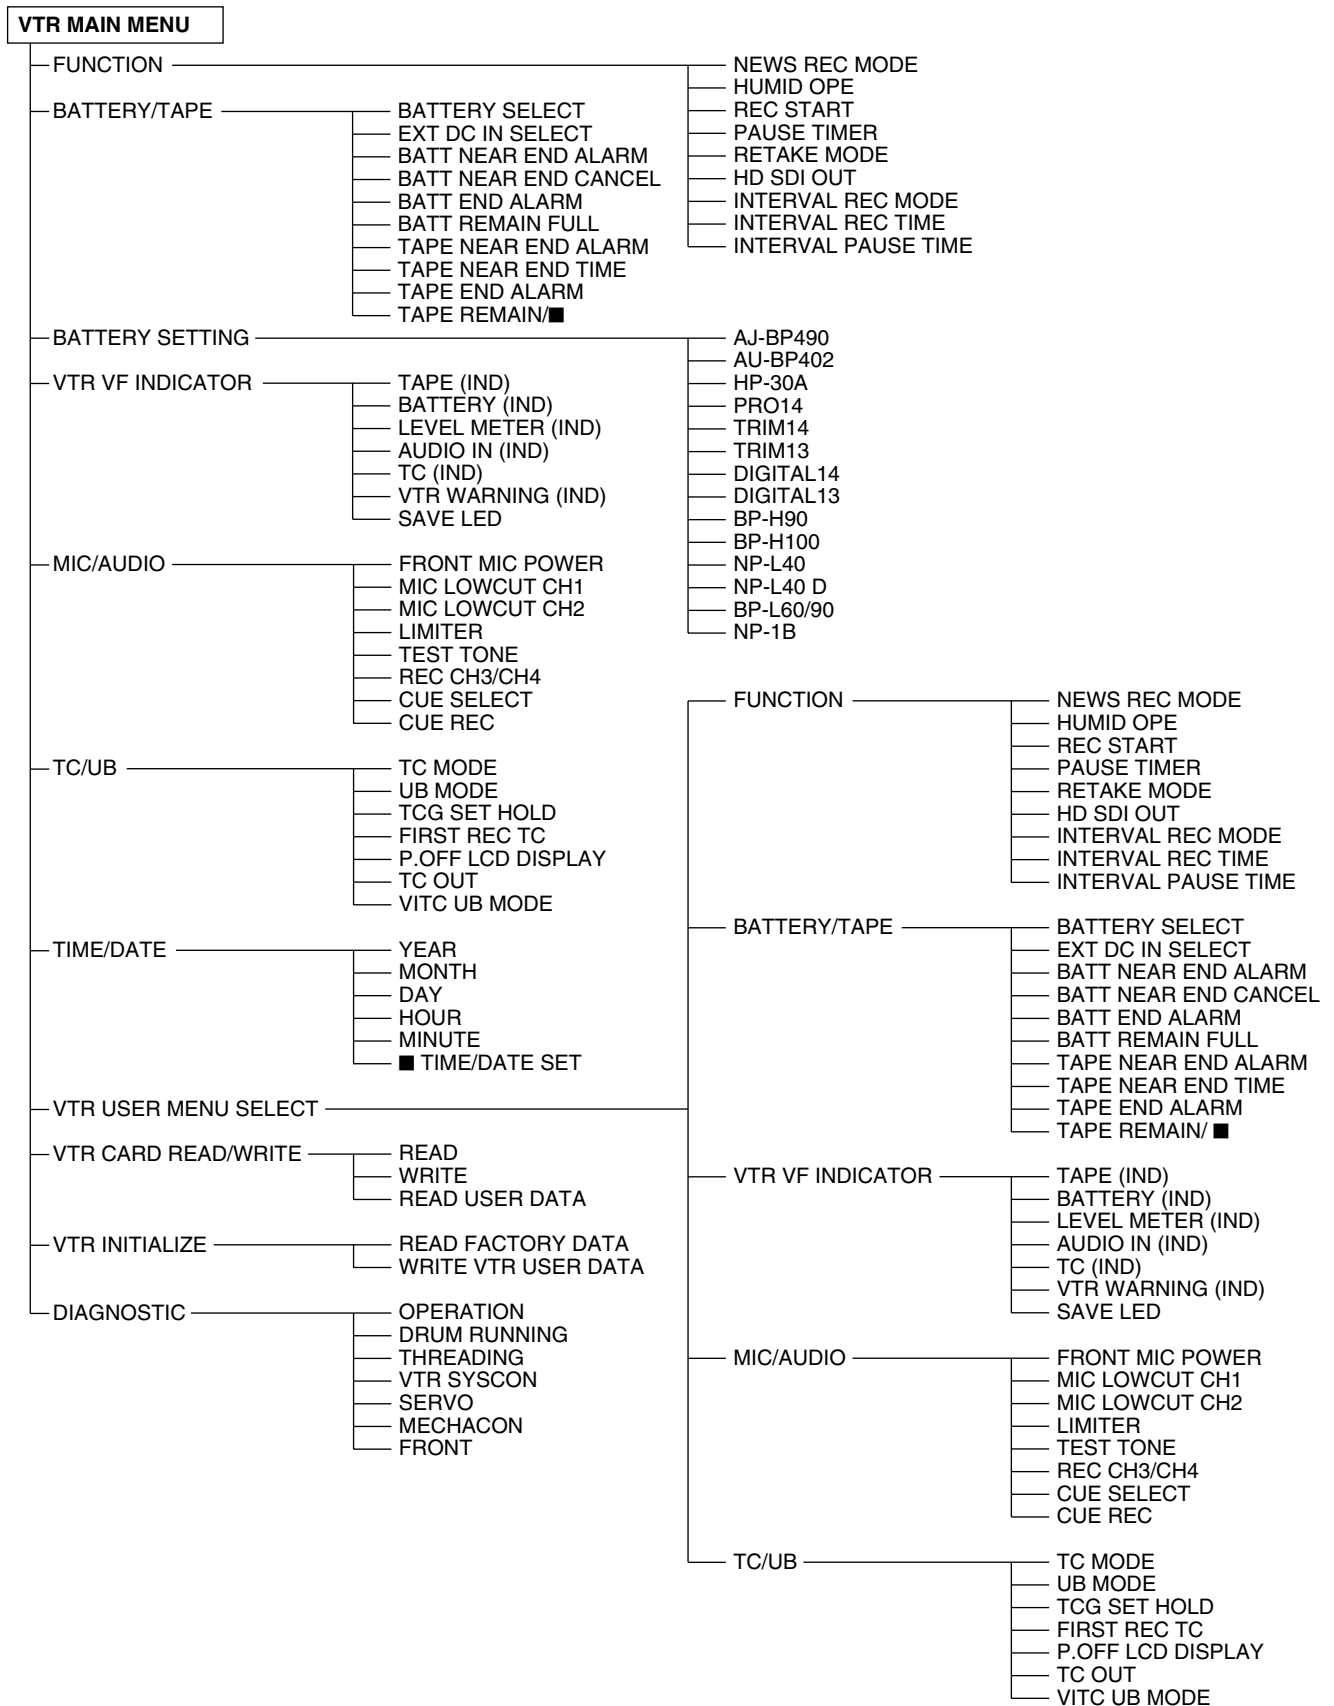 VTR MAIN MENU
FUNCTION
NEWS REC MODE
HUMID OPE
REC START
PAUSE TIMER
RETAKE MODE
HD SDI OUT
INTERVAL REC MODE
INTERVAL REC TIME
INTERVAL PAUSE TIME
BATTERY/TAPE
BATTERY SELECT
EXT DC IN SELECT
BATT NEAR END ALARM
BATT NEAR END CANCEL
BATT END ALARM
BATT REMAIN FULL
TAPE NEAR END ALARM
TAPE NEAR END TIME
TAPE END ALARM
TAPE REMAIN/■
BATTERY SETTING
AJ-BP490
AU-BP402
HP-30A
PRO14
TRIM14
TRIM13
DIGITAL14
DIGITAL13
BP-H90
BP-H100
NP-L40
NP-L40 D
BP-L60/90
NP-1B
VTR VF INDICATOR
TAPE (IND)
BATTERY (IND)
LEVEL METER (IND)
AUDIO IN (IND)
TC (IND)
VTR WARNING (IND)
SAVE LED
MIC/AUDIO
FRONT MIC POWER
MIC LOWCUT CH1
MIC LOWCUT CH2
LIMITER
TEST TONE
REC CH3/CH4
CUE SELECT
CUE REC
TC/UB
TC MODE
UB MODE
TCG SET HOLD
FIRST REC TC
P.OFF LCD DISPLAY
TC OUT
VITC UB MODE
TIME/DATE
YEAR
MONTH
DAY
HOUR
MINUTE
■ TIME/DATE SET
VTR USER MENU SELECT
FUNCTION
NEWS REC MODE
HUMID OPE
REC START
PAUSE TIMER
RETAKE MODE
HD SDI OUT
INTERVAL REC MODE
INTERVAL REC TIME
INTERVAL PAUSE TIME
BATTERY/TAPE
BATTERY SELECT
EXT DC IN SELECT
BATT NEAR END ALARM
BATT NEAR END CANCEL
BATT END ALARM
BATT REMAIN FULL
TAPE NEAR END ALARM
TAPE NEAR END TIME
TAPE END ALARM
TAPE REMAIN/ ■
VTR VF INDICATOR
TAPE (IND)
BATTERY (IND)
LEVEL METER (IND)
AUDIO IN (IND)
TC (IND)
VTR WARNING (IND)
SAVE LED
MIC/AUDIO
FRONT MIC POWER
MIC LOWCUT CH1
MIC LOWCUT CH2
LIMITER
TEST TONE
REC CH3/CH4
CUE SELECT
CUE REC
TC/UB
TC MODE
UB MODE
TCG SET HOLD
FIRST REC TC
P.OFF LCD DISPLAY
TC OUT
VITC UB MODE
VTR CARD READ/WRITE
READ
WRITE
READ USER DATA
VTR INITIALIZE
READ FACTORY DATA
WRITE VTR USER DATA
DIAGNOSTIC
OPERATION
DRUM RUNNING
THREADING
VTR SYSCON
SERVO
MECHACON
FRONT